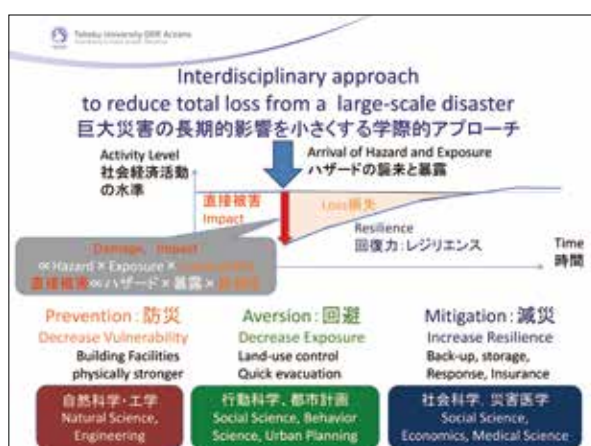 Tohoku University DRR Actions
Interdisciplinary approach
to reduce total loss from a large-scale disaster
巨大災害の長期的影響を小さくする学際的アプローチ
Activity Level
社会経済活動
の水準
Arrival of Hazard and Exposure
ハザードの襲来と暴露
直接被害
Impact
Loss損失
Resilience
回復力：レジリエンス
Time
時間
Damage, Impact
∝Hazard×Exposure×
直接被害∝ハザード×暴露×
Prevention：防災
Decrease Vulnerability
Building Facilities
physically stronger
Aversion：回避
Decrease Exposure
Land-use control
Quick evacuation
Mitigation：減災
Increase Resilience
Back-up, storage,
Response, Insurance
自然科学・工学
Natural Science,
Engineering
行動科学、都市計画
Social Science, Behavior
Science, Urban Planning
社会科学、災害医学
Social Science,
Economics, Medical Science